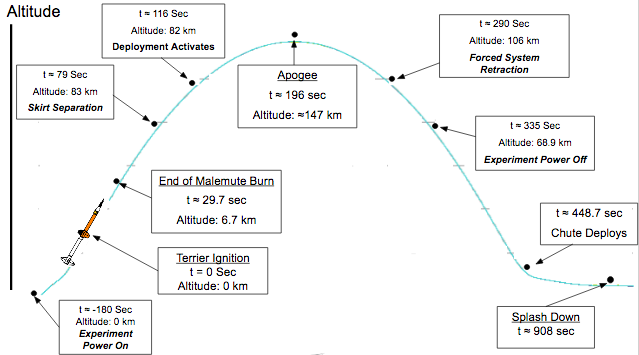 Altitude
t ≈ 116 Sec
Altitude: 82 km
Deployment Activates
t ≈ 290 Sec
Altitude: 106 km
Forced System
Retraction
t ≈ 79 Sec
Altitude: 83 km
Skirt Separation
Apogee
t ≈ 196 sec
Altitude: ≈147 km
t ≈ 335 Sec
Altitude: 68.9 km
Experiment Power Off
End of Malemute Burn
t ≈ 29.7 sec
Altitude: 6.7 km
t ≈ 448.7 sec
Chute Deploys
Terrier Ignition
t = 0 Sec
Altitude: 0 km
t ≈ -180 Sec
Altitude: 0 km
Experiment
Power On
Splash Down
t ≈ 908 sec